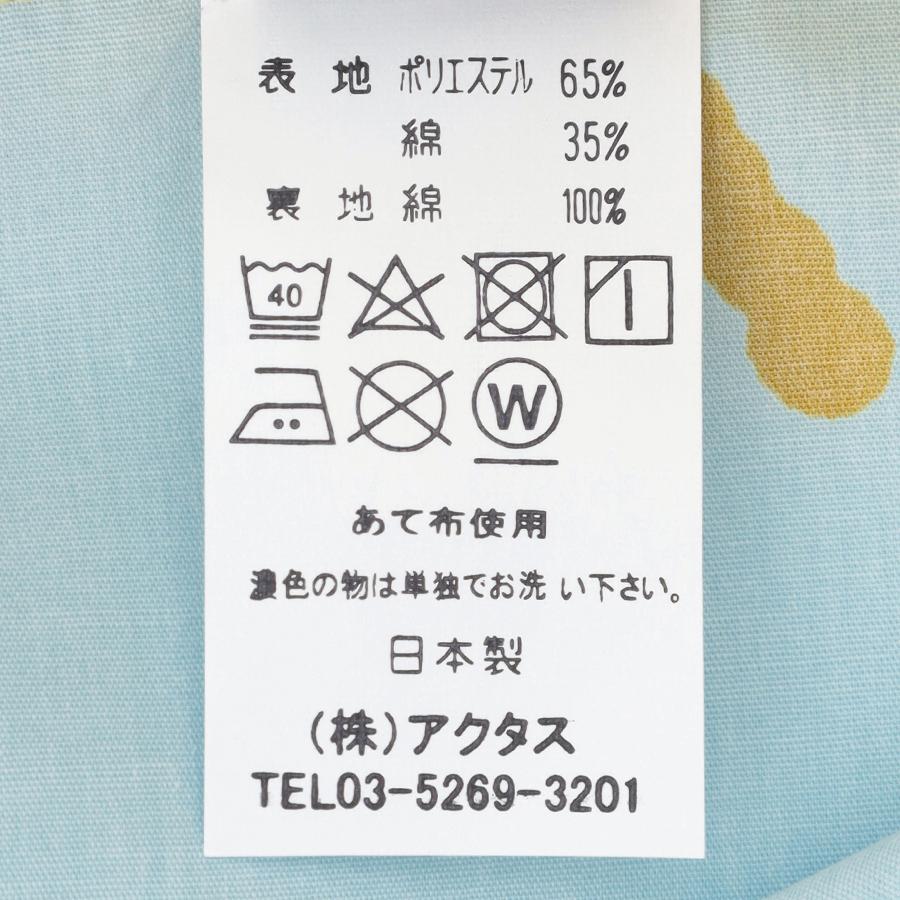 表 地 ポリエステル 65%
綿 35%
裏 地 綿 100%
40
W
あて布使用
濃色の物は単独でお洗い下さい。
日本製
(株)アクタス
TEL03-5269-3201